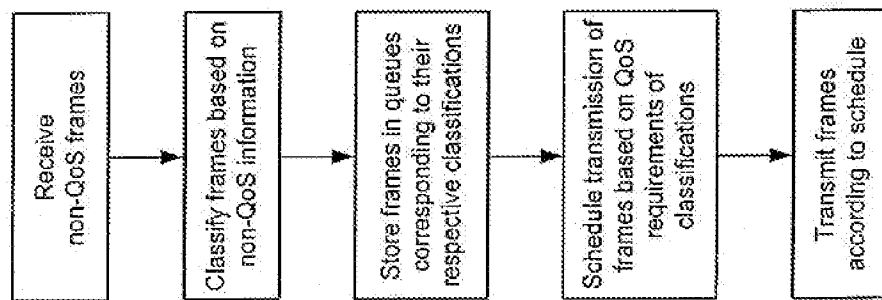 Receive
non-QoS frames
Classify frames based on
non-QoS information
Store frames in queues
corresponding to their
respective classifications
Schedule transmission of
frames based on QoS
requirements of
classifications
Transmit frames
according to schedule